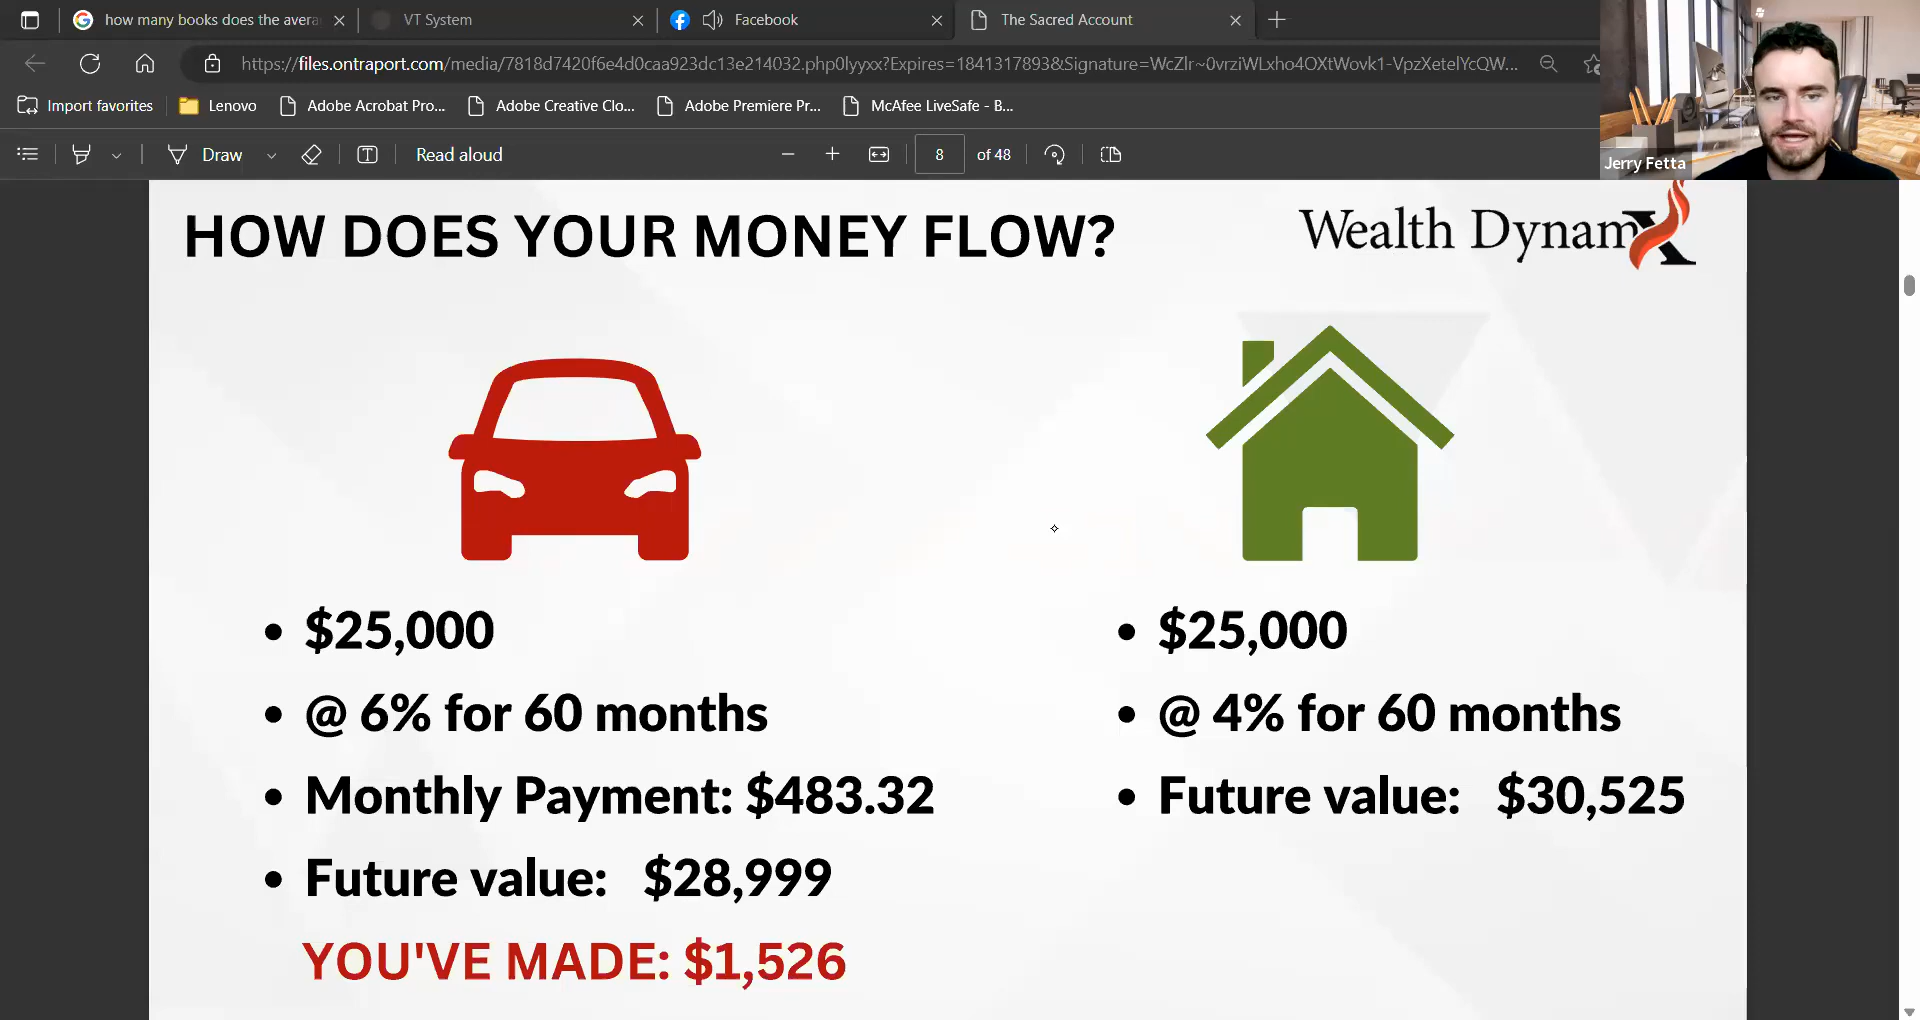 how many books does the avera
VT System
Facebook
The Sacred Account
https://files.ontraport.com/media/7818d7420f6e4d0caa923dc13e214032.php0lyyxx?Expires=1841317893&Signature=WcZlr~0vrziWLxho4OXtWovk1-VpzXetelYcQW...
Import favorites
Lenovo
Adobe Acrobat Pro...
Adobe Creative Clo...
Adobe Premiere Pr...
McAfee LiveSafe - B...
Draw
Read aloud
8 of 48
Jerry Fetta
HOW DOES YOUR MONEY FLOW?
Wealth DynamX
• $25,000
• @ 6% for 60 months
• Monthly Payment: $483.32
• Future value: $28,999
YOU'VE MADE: $1,526
• $25,000
• @ 4% for 60 months
• Future value: $30,525